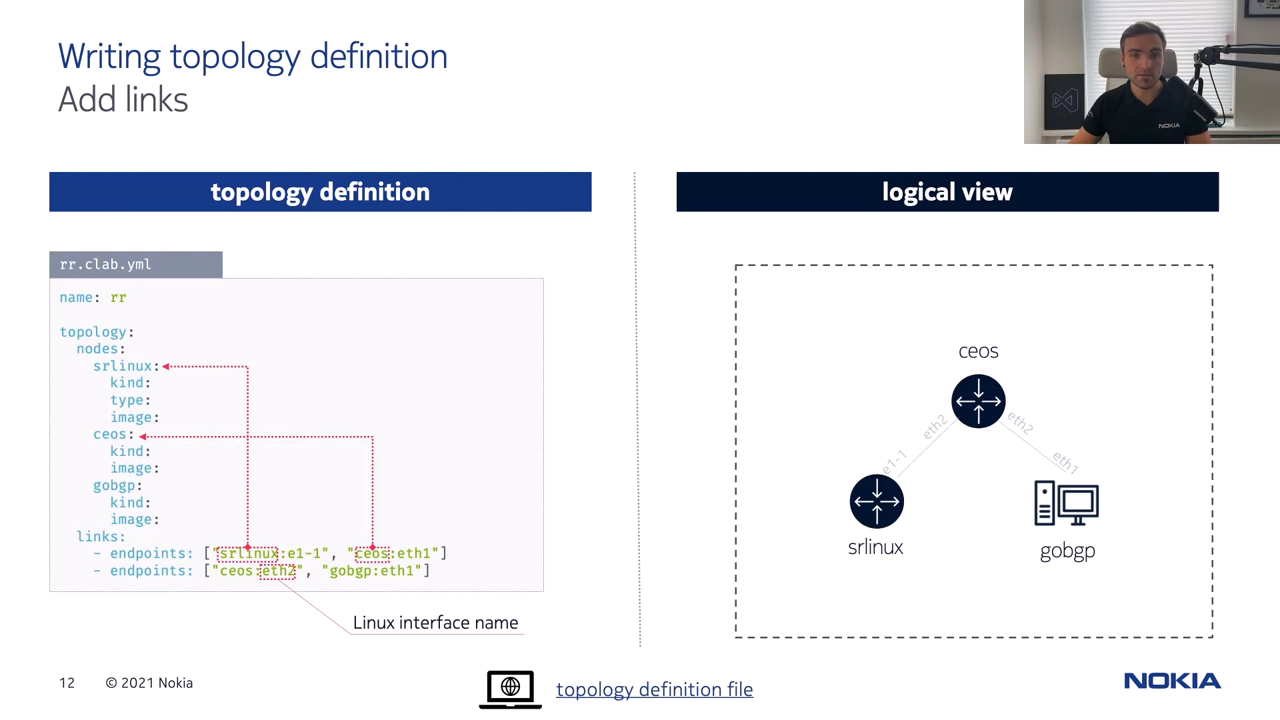 Writing topology definition
Add links
NOKIA
topology definition
logical view
rr.clab.yml
name: rr
topology:
nodes:
srlinux:
kind:
type:
image:
ceos:
kind:
image:
gobgp:
kind:
image:
links:
- endpoints: ["srlinux:e1-1", "ceos:eth1"]
- endpoints: ["ceos:eth2", "gobgp:eth1"]
Linux interface name
ceos
eth2
eth2
e1-1
eth1
srlinux
gobgp
12
© 2021 Nokia
topology definition file
NOKIA